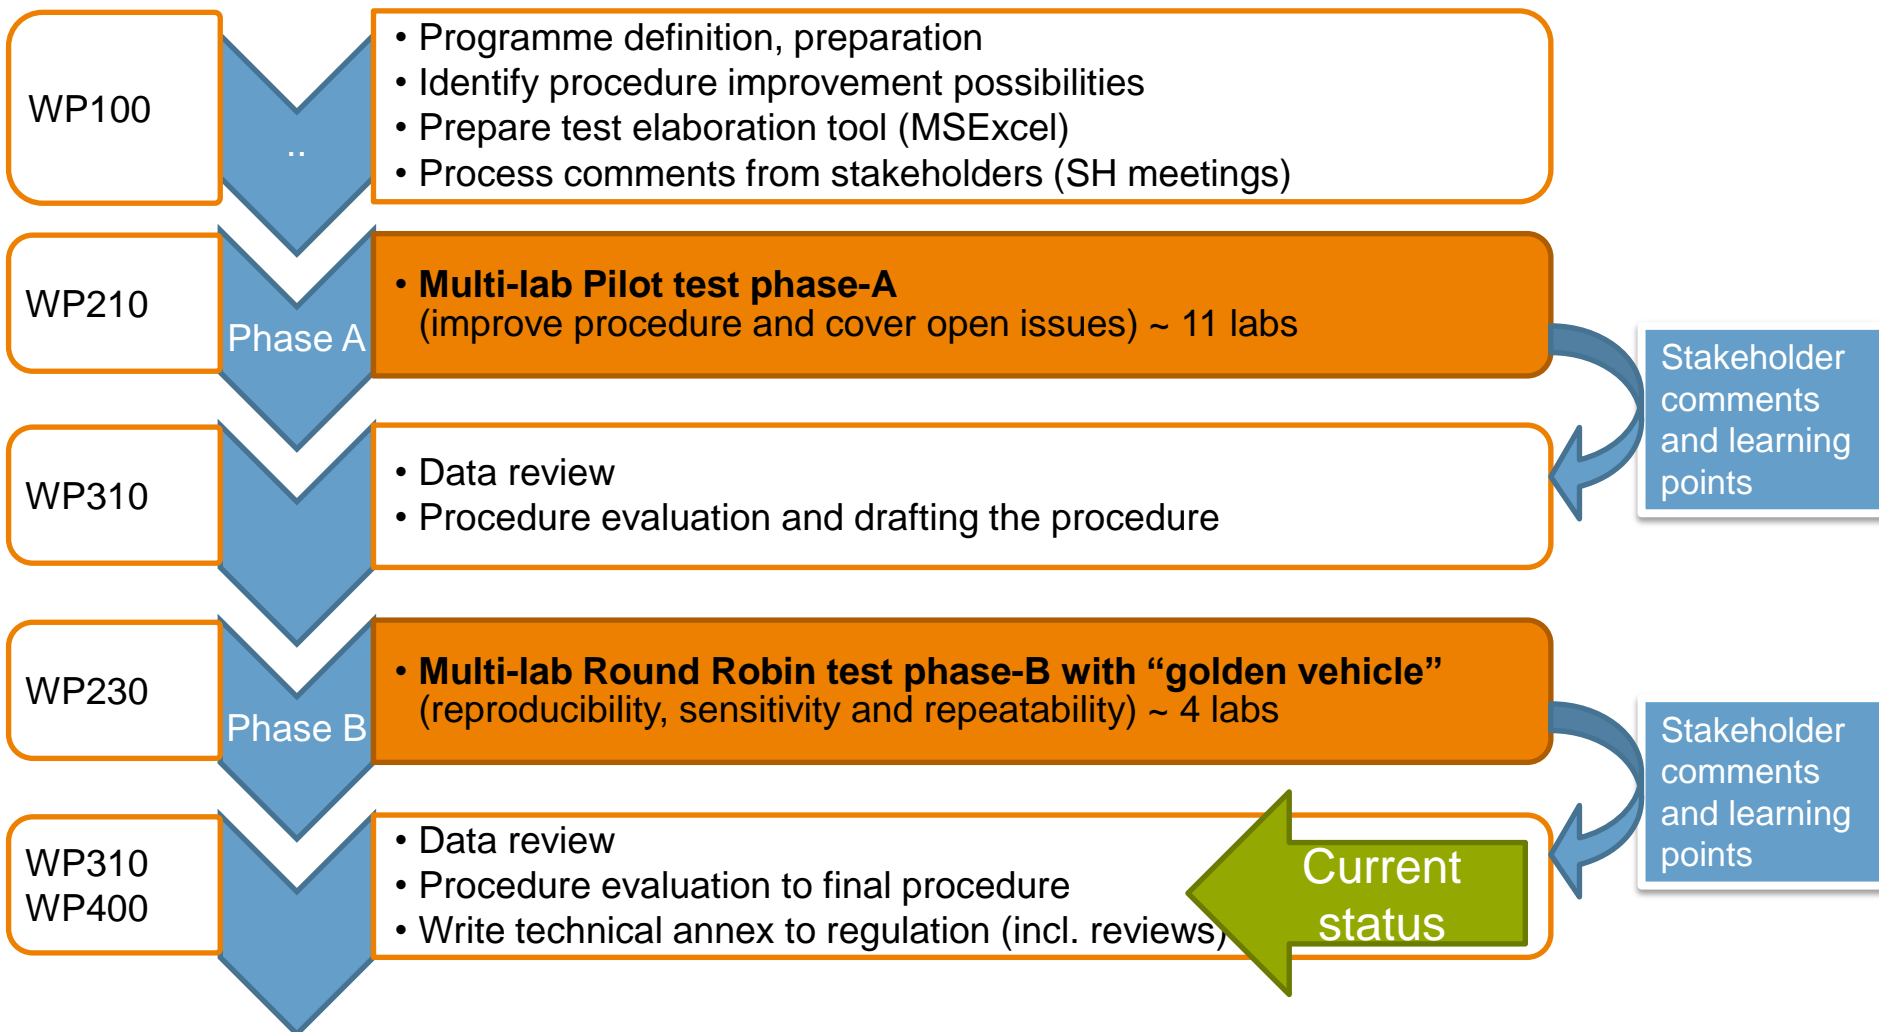 WP100
..
• Programme definition, preparation
• Identify procedure improvement possibilities
• Prepare test elaboration tool (MSExcel)
• Process comments from stakeholders (SH meetings)
WP210
Phase A
• Multi-lab Pilot test phase-A
(improve procedure and cover open issues) ~ 11 labs
Stakeholder
comments
and learning
points
WP310
• Data review
• Procedure evaluation and drafting the procedure
WP230
Phase B
• Multi-lab Round Robin test phase-B with “golden vehicle”
(reproducibility, sensitivity and repeatability) ~ 4 labs
Stakeholder
comments
and learning
points
WP310
WP400
• Data review
• Procedure evaluation to final procedure
• Write technical annex to regulation (incl. reviews)
Current
status